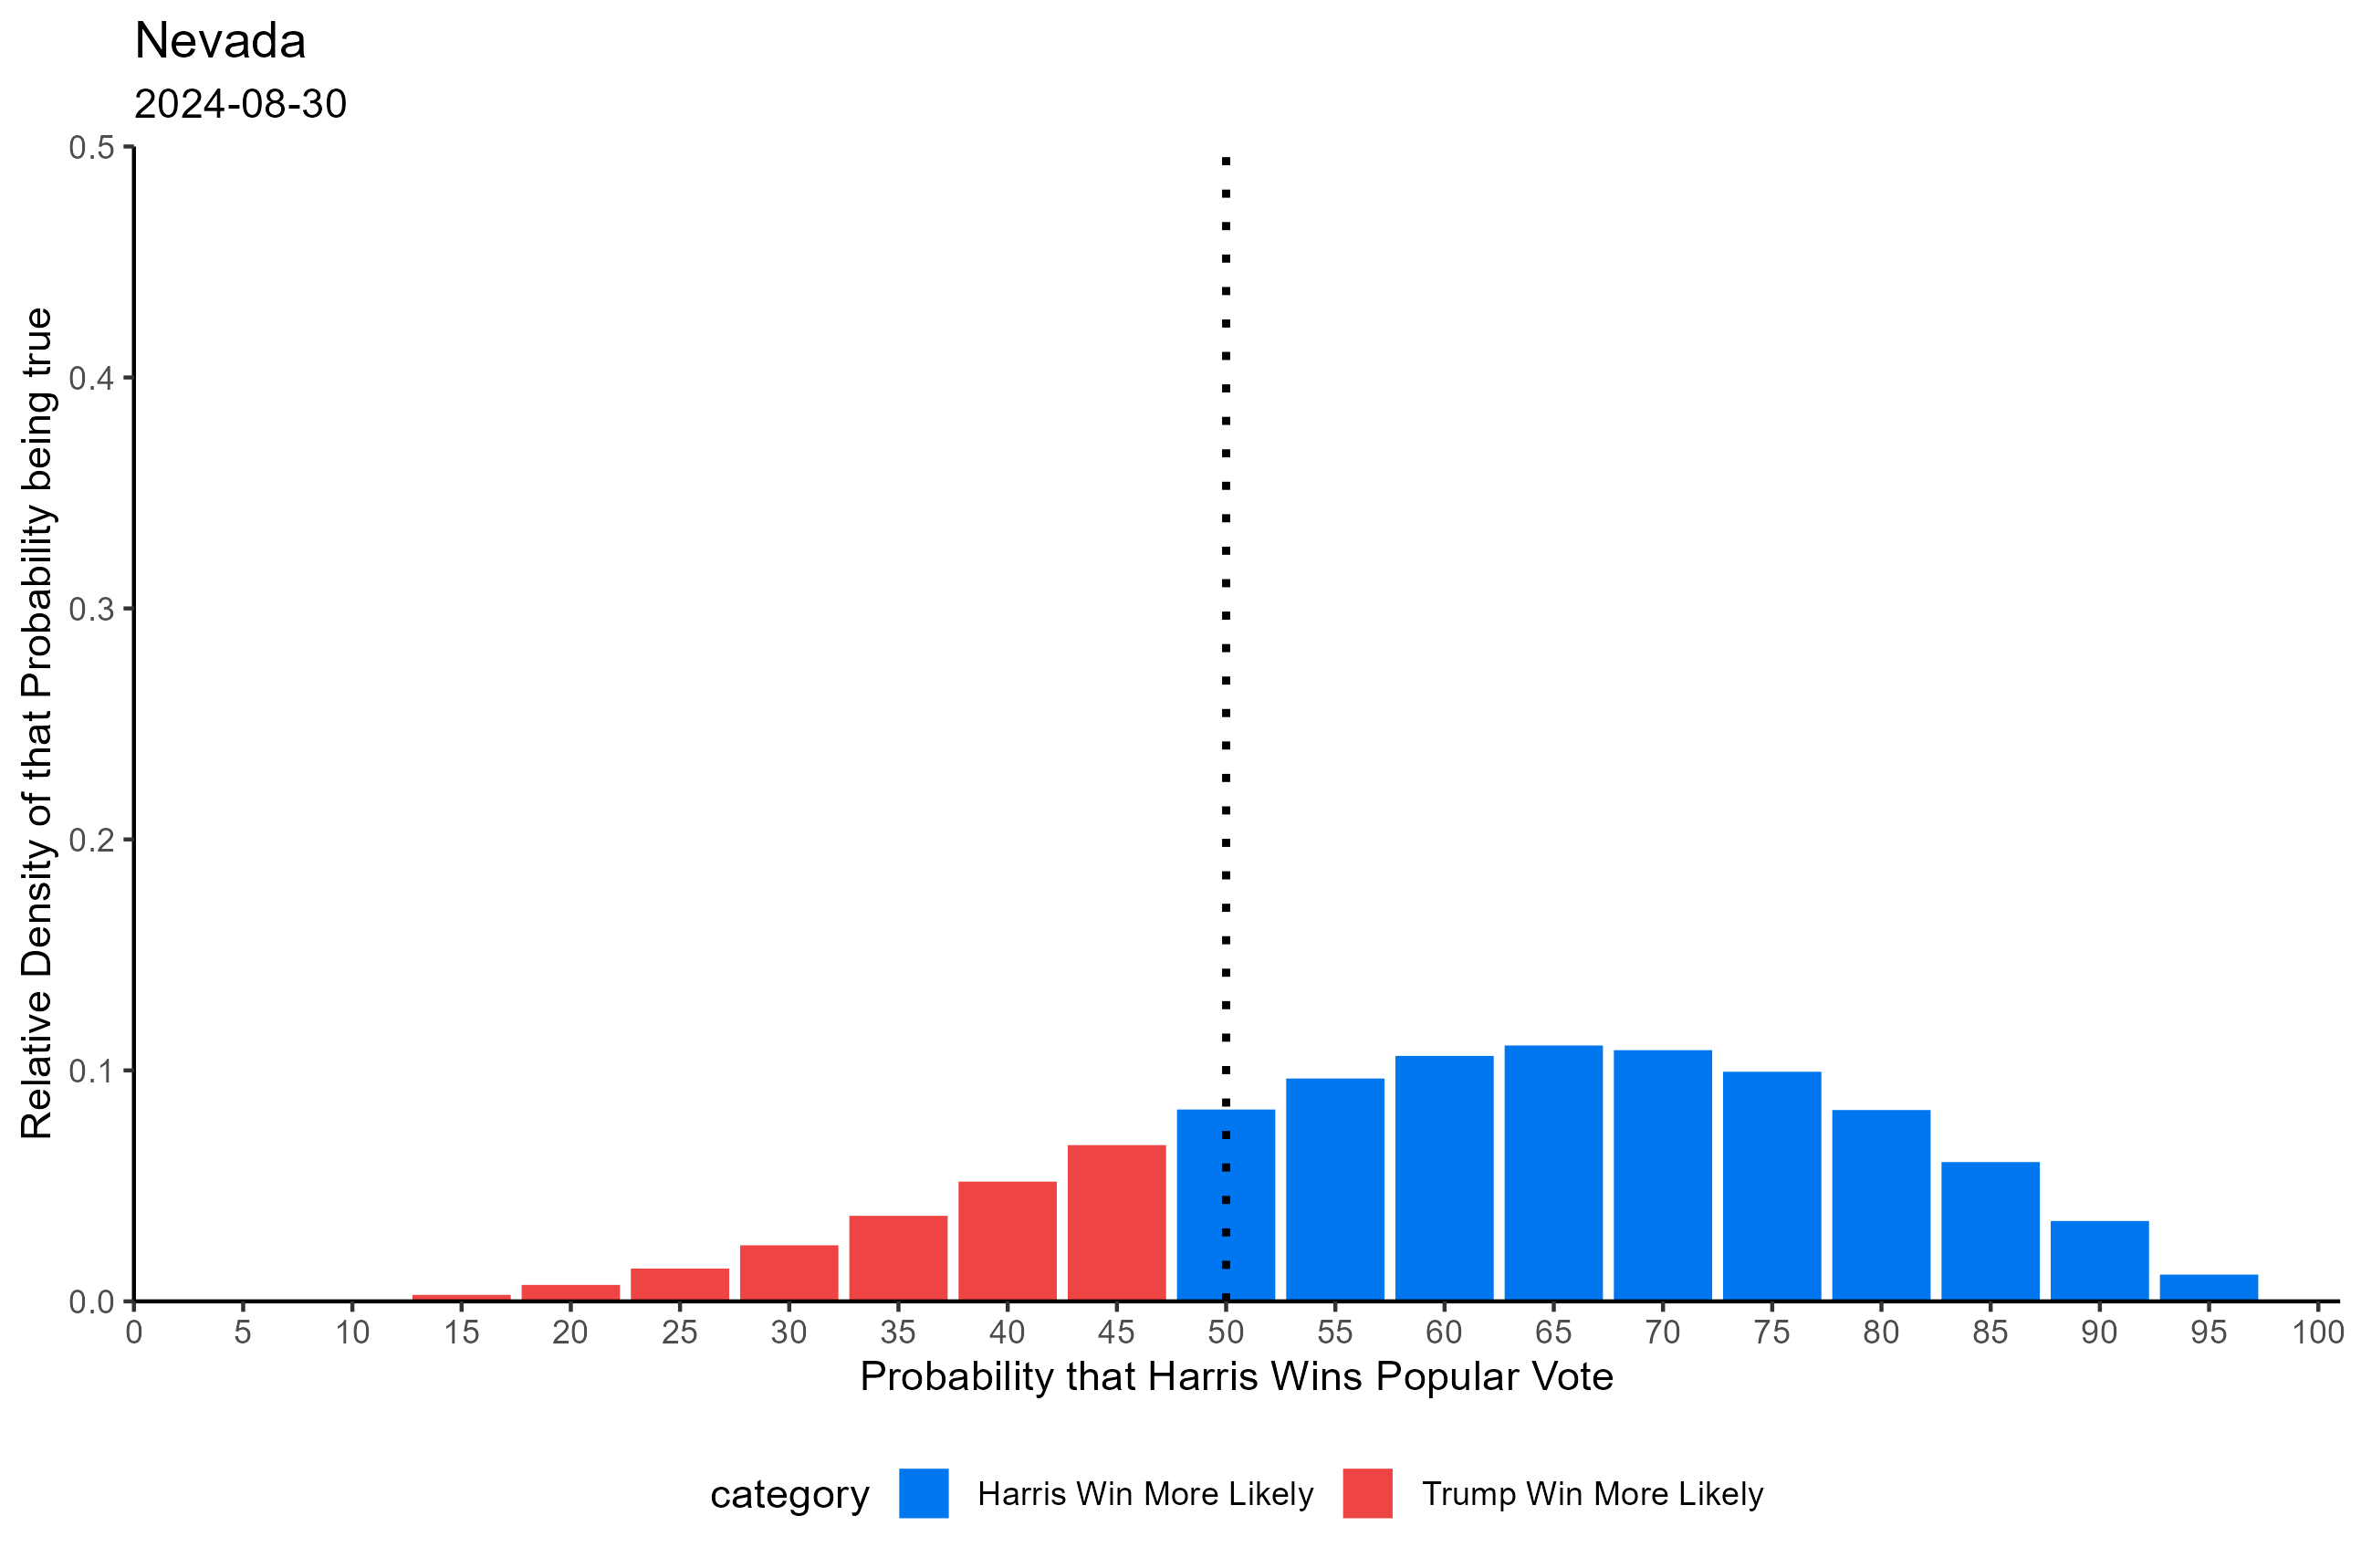 Nevada
2024-08-30
Relative Density of that Probability being true
0.5
0.4
0.3
0.2
0.1
0.0
0 5 10 15 20 25 30 35 40 45 50 55 60 65 70 75 80 85 90 95 100
Probability that Harris Wins Popular Vote
category Harris Win More Likely Trump Win More Likely